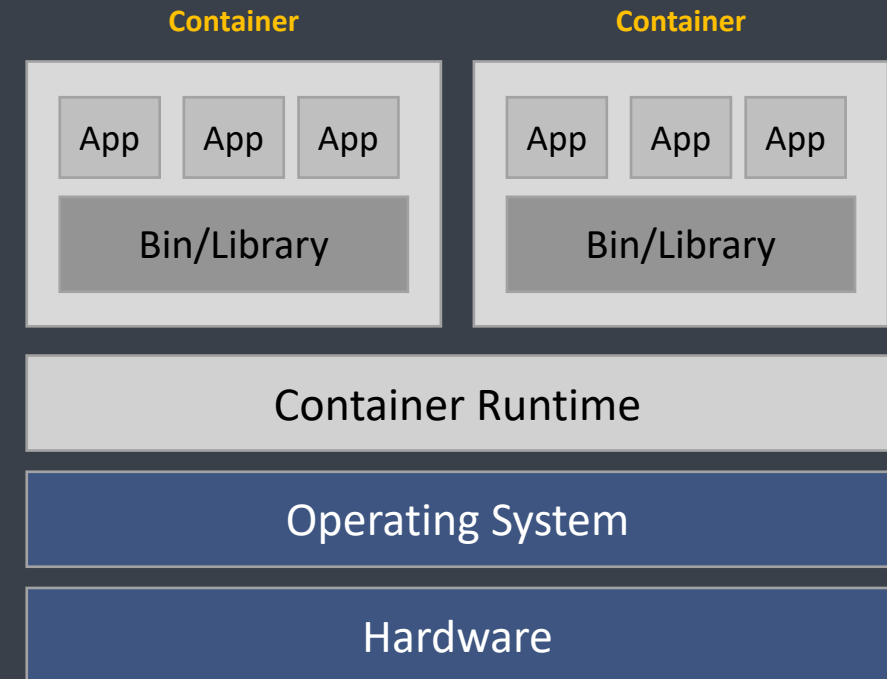 Container Container
App App App App App App
Bin/Library Bin/Library
Container Runtime
Operating System
Hardware